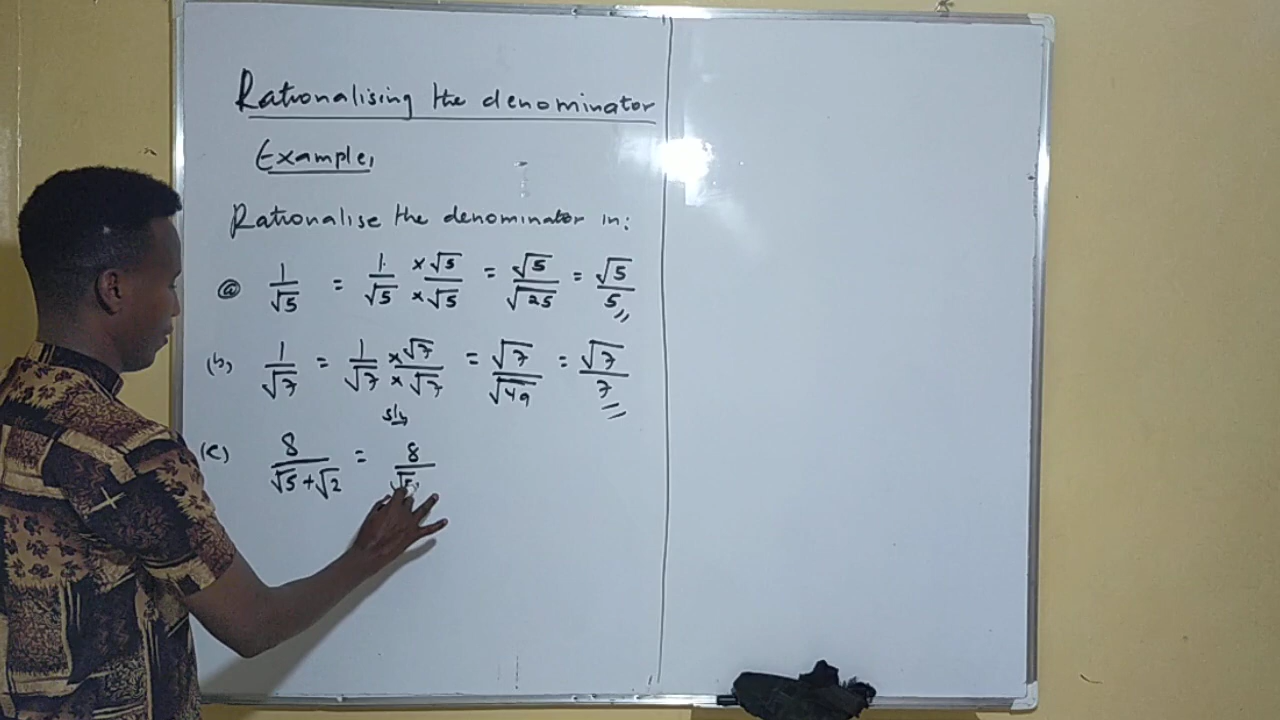 Rationalising the denominator
Example,
Rationalise the denominator in:
(a) 1/√5 = 1/√5 ×√5/×√5 = √5/√25 = √5/5
(b) 1/√7 = 1/√7 ×√7/×√7 = √7/√49 = √7/7
(c) 8/√5+√2 = 8/√5